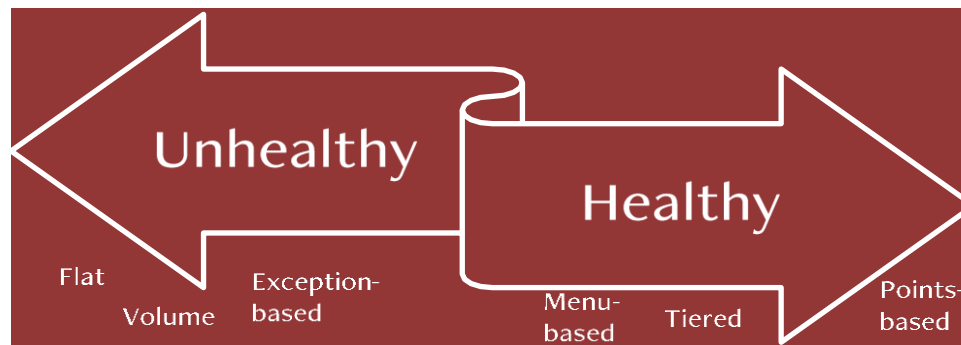 Unhealthy
Healthy
Flat
Volume
Exception-
based
Menu-
based
Tiered
Points-
based